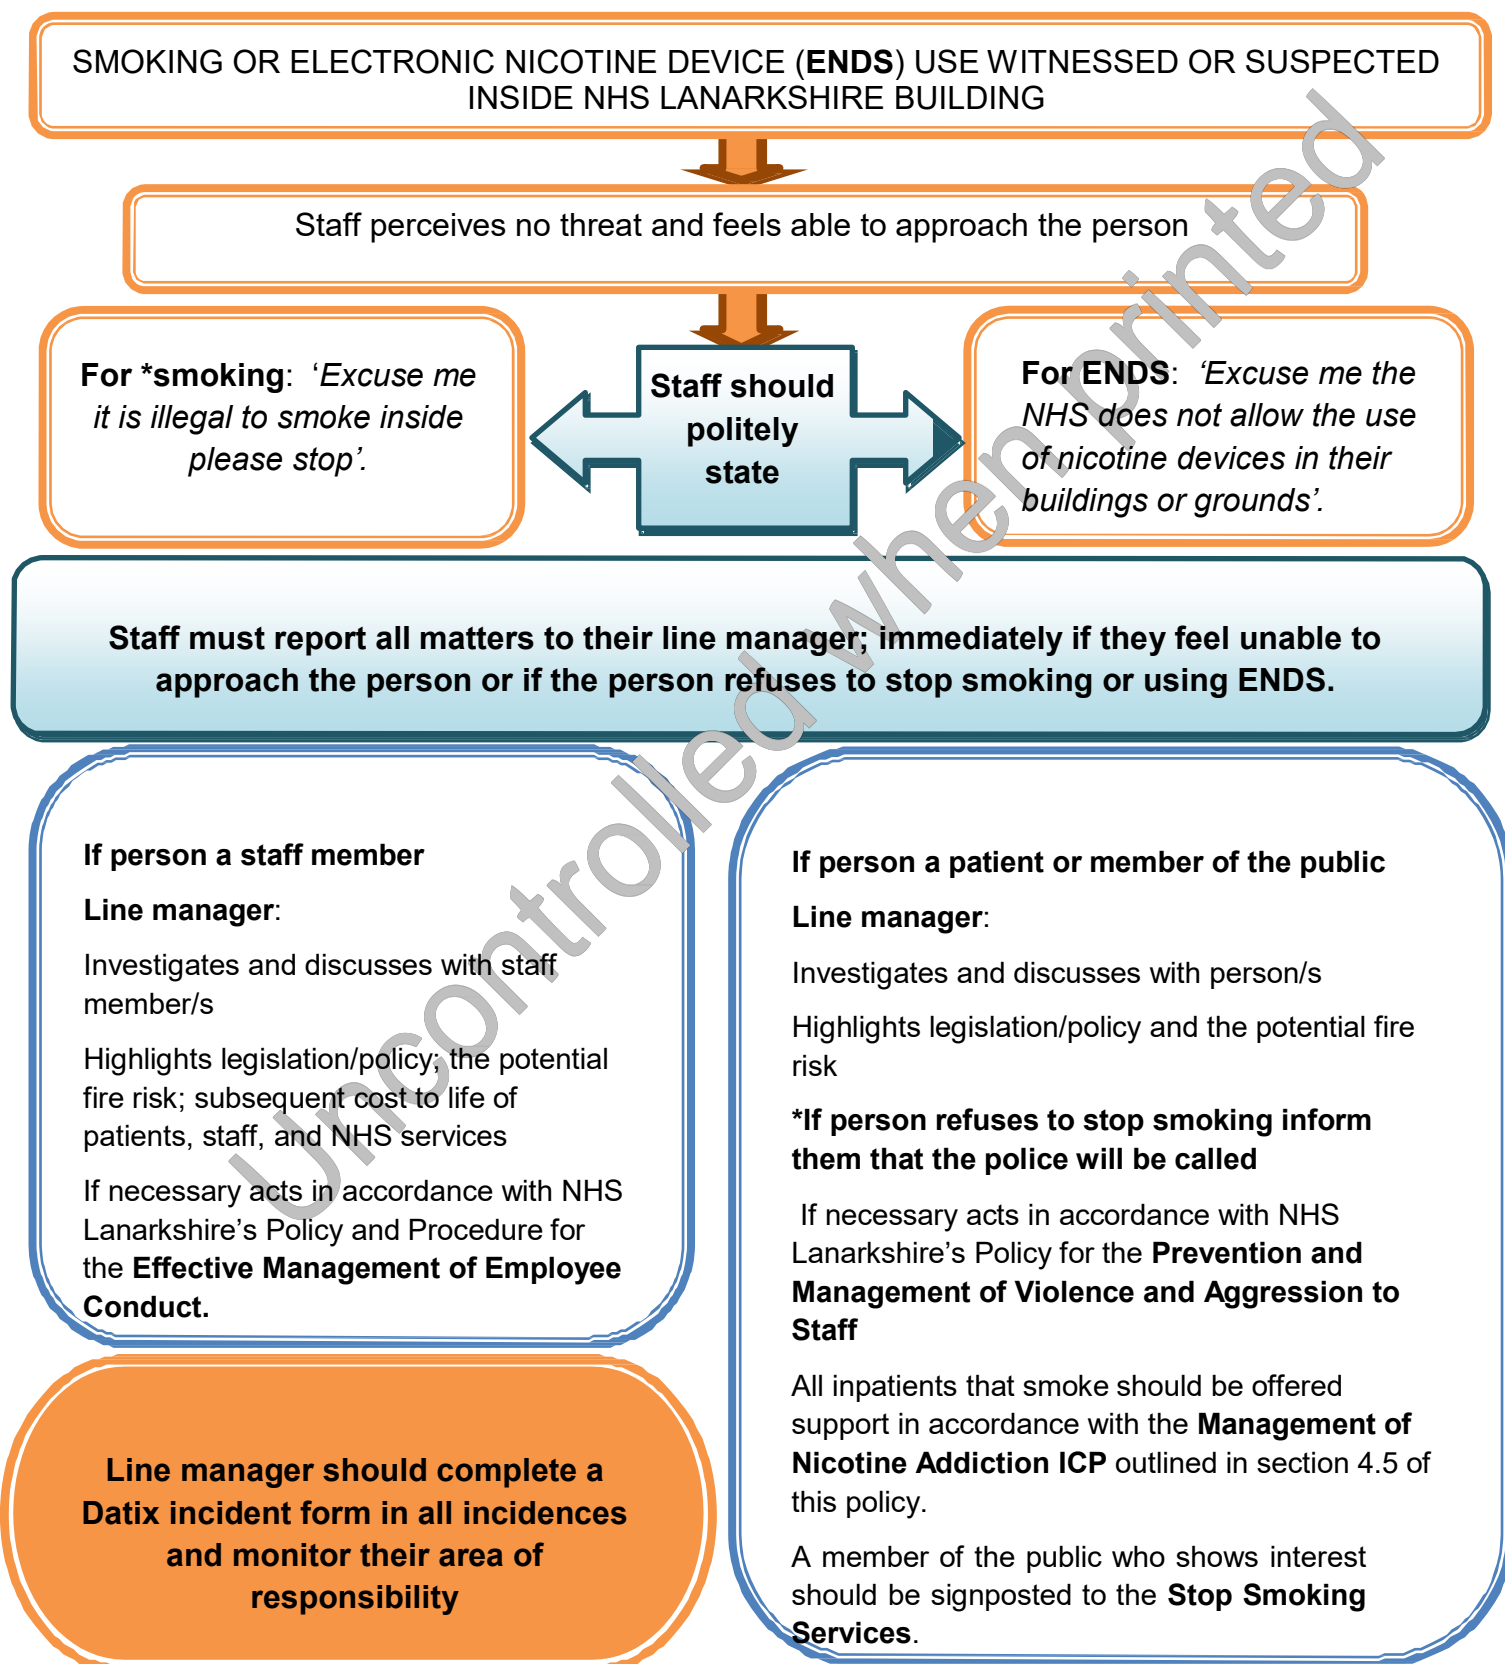 SMOKING OR ELECTRONIC NICOTINE DEVICE (ENDS) USE WITNESSED OR SUSPECTED
INSIDE NHS LANARKSHIRE BUILDING
Staff perceives no threat and feels able to approach the person
For *smoking: ‘Excuse me
it is illegal to smoke inside
please stop’.
Staff should
politely
state
For ENDS: ‘Excuse me the
NHS does not allow the use
of nicotine devices in their
buildings or grounds’.
Staff must report all matters to their line manager; immediately if they feel unable to
approach the person or if the person refuses to stop smoking or using ENDS.
If person a staff member
Line manager:
Investigates and discusses with staff
member/s
Highlights legislation/policy; the potential
fire risk; subsequent cost to life of
patients, staff, and NHS services
If necessary acts in accordance with NHS
Lanarkshire’s Policy and Procedure for
the Effective Management of Employee
Conduct.
Line manager should complete a
Datix incident form in all incidences
and monitor their area of
responsibility
If person a patient or member of the public
Line manager:
Investigates and discusses with person/s
Highlights legislation/policy and the potential fire
risk
*If person refuses to stop smoking inform
them that the police will be called
If necessary acts in accordance with NHS
Lanarkshire’s Policy for the Prevention and
Management of Violence and Aggression to
Staff
All inpatients that smoke should be offered
support in accordance with the Management of
Nicotine Addiction ICP outlined in section 4.5 of
this policy.
A member of the public who shows interest
should be signposted to the Stop Smoking
Services.
Uncontrolled when printed